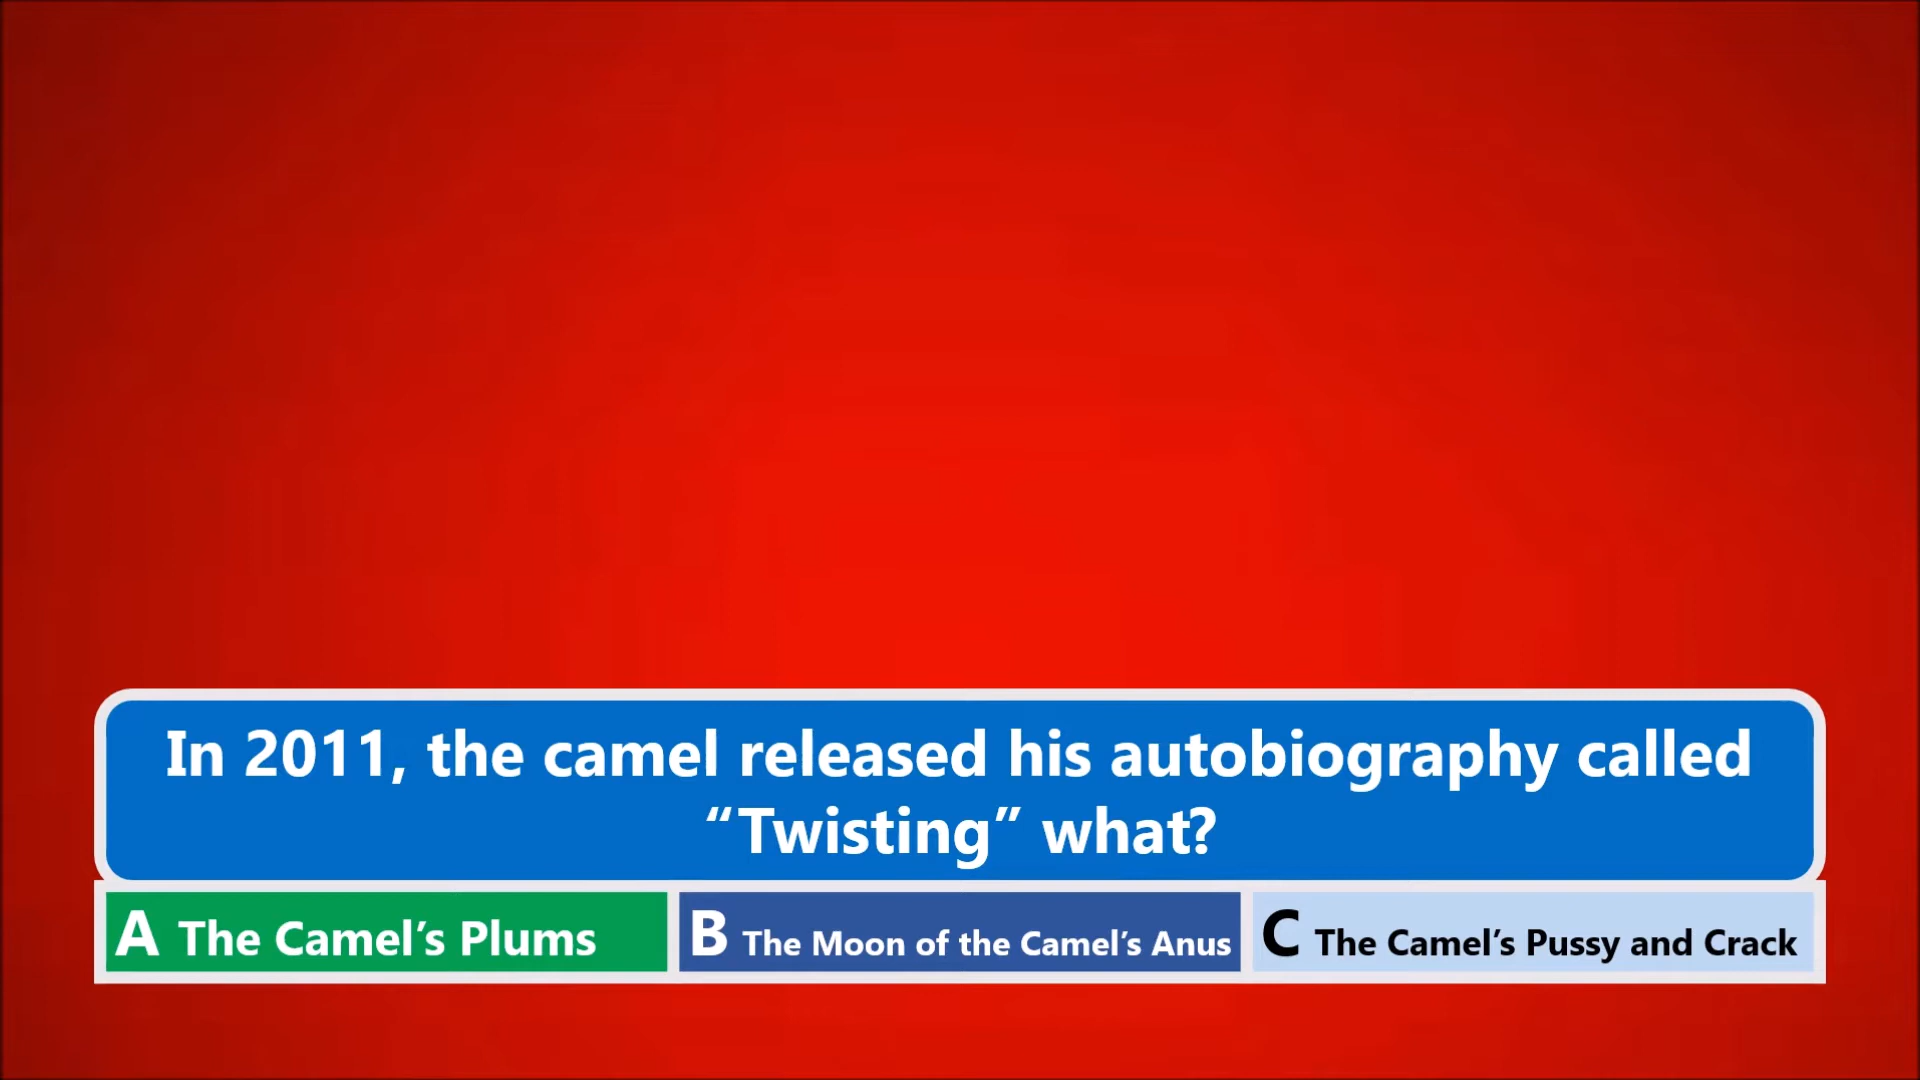 In 2011, the camel released his autobiography called
“Twisting” what?
A The Camel’s Plums
B The Moon of the Camel’s Anus
C The Camel’s Pussy and Crack